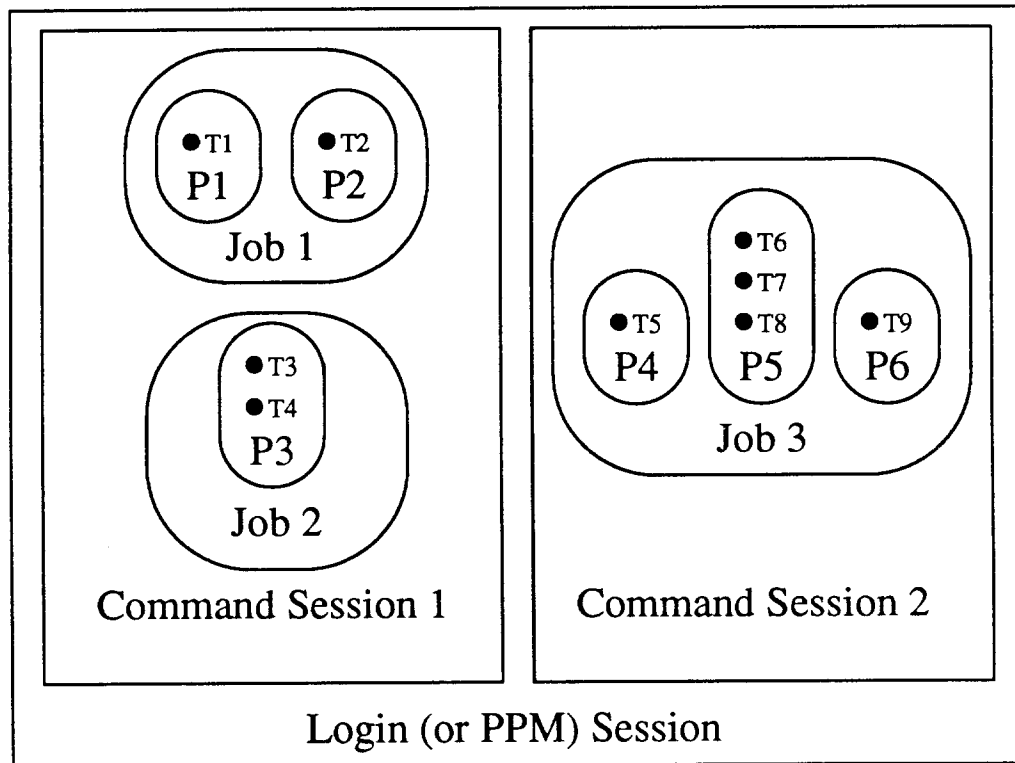 T1
P1
T2
P2
Job 1
T3
T4
P3
Job 2
Command Session 1
T5
P4
T6
T7
T8
P5
T9
P6
Job 3
Command Session 2
Login (or PPM) Session